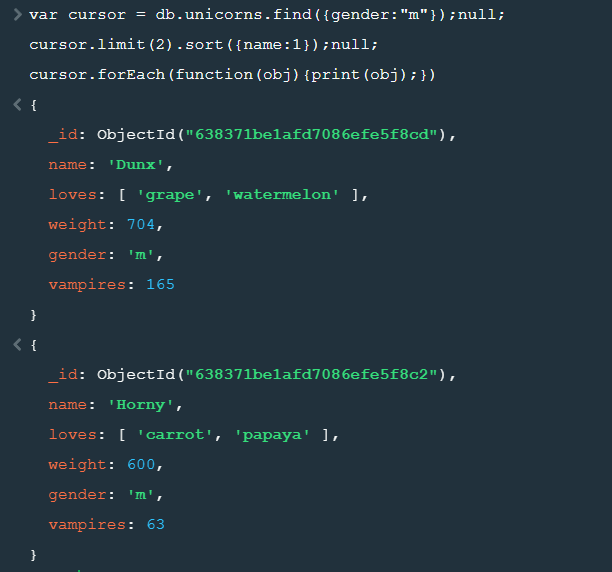 > var cursor = db.unicorns.find({gender:"m"});null;
cursor.limit(2).sort({name:1});null;
cursor.forEach(function(obj){print(obj);})
< {
_id: ObjectId("638371be1afd7086efe5f8cd"),
name: 'Dunx',
loves: [ 'grape', 'watermelon' ],
weight: 704,
gender: 'm',
vampires: 165
}
< {
_id: ObjectId("638371be1afd7086efe5f8c2"),
name: 'Horny',
loves: [ 'carrot', 'papaya' ],
weight: 600,
gender: 'm',
vampires: 63
}